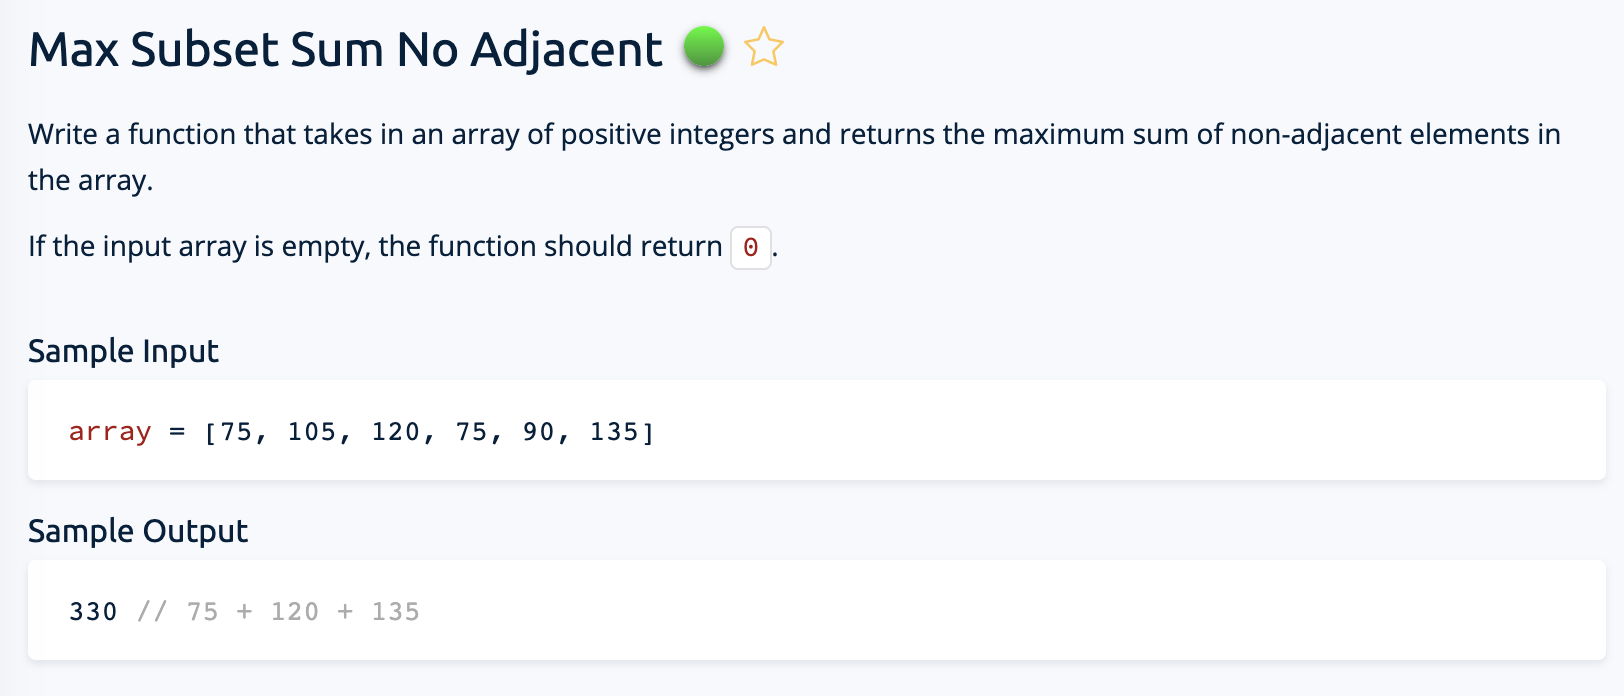 Max Subset Sum No Adjacent
Write a function that takes in an array of positive integers and returns the maximum sum of non-adjacent elements in
the array.
If the input array is empty, the function should return 0.
Sample Input
array = [75, 105, 120, 75, 90, 135]
Sample Output
330 // 75 + 120 + 135